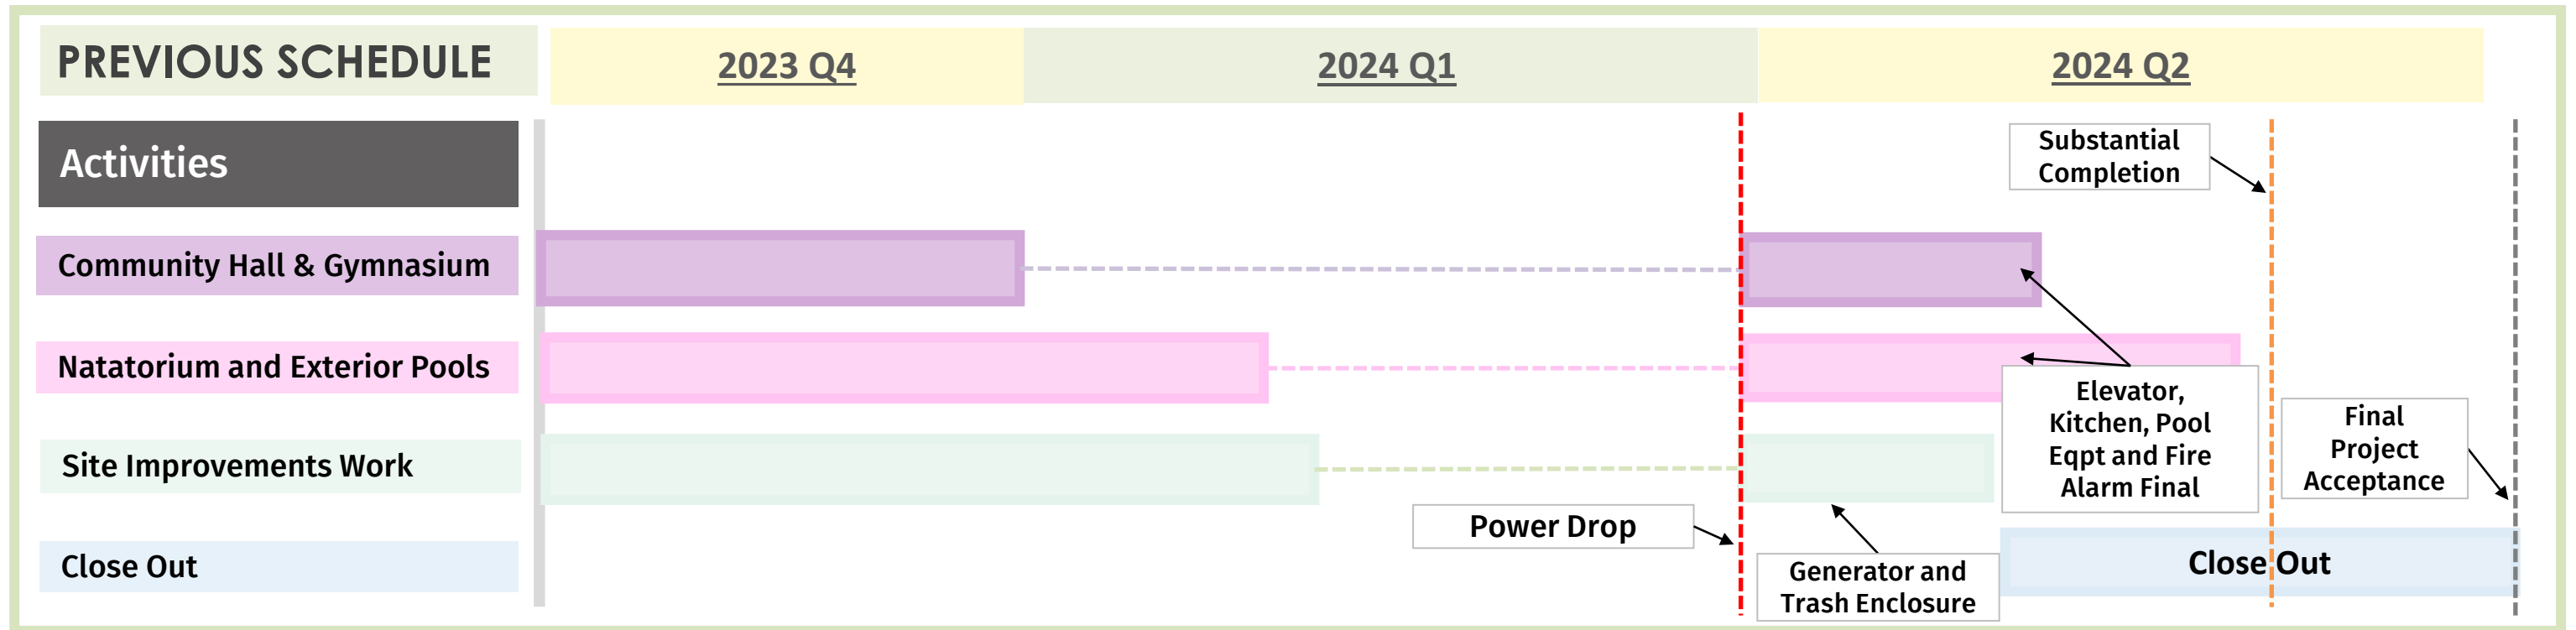 PREVIOUS SCHEDULE
2023 Q4
2024 Q1
2024 Q2
Activities
Substantial
Completion
Community Hall & Gymnasium
Natatorium and Exterior Pools
Elevator,
Kitchen, Pool
Eqpt and Fire
Alarm Final
Final
Project
Acceptance
Site Improvements Work
Power Drop
Generator and
Trash Enclosure
Close Out
Close Out